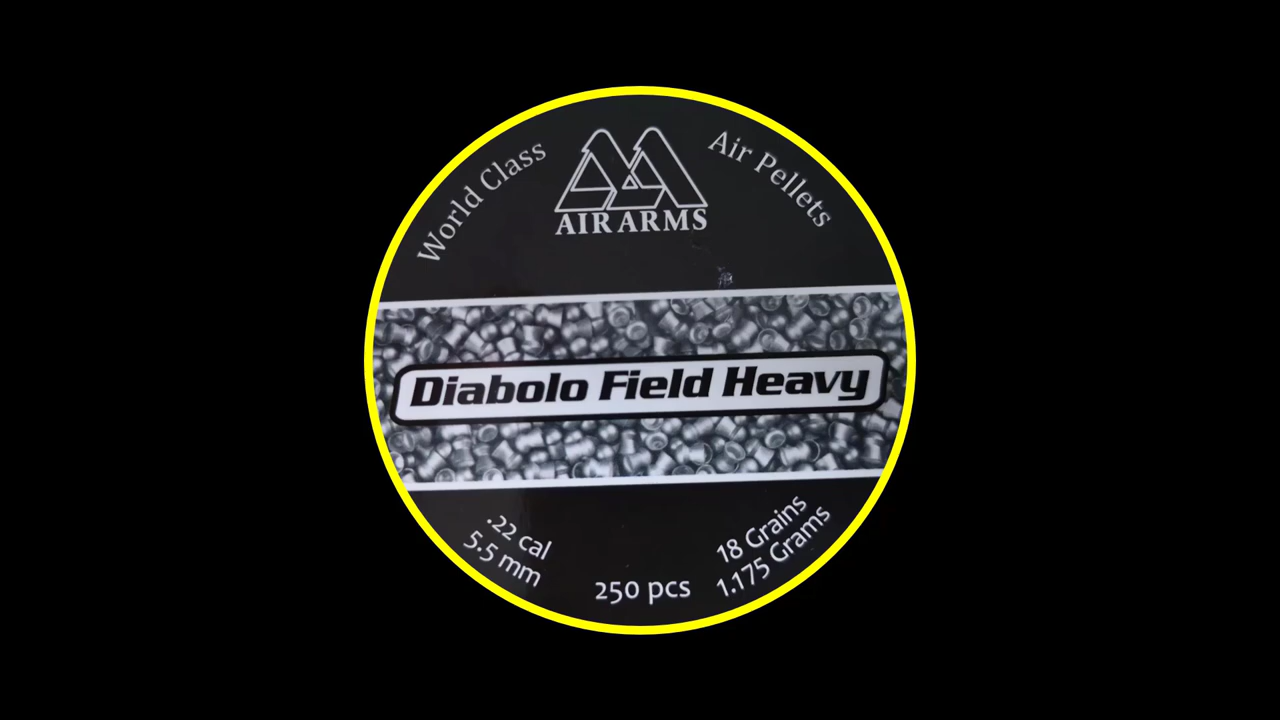 World Class
AIR ARMS
Air Pellets
Diabolo Field Heavy
.22 cal
5.5 mm
250 pcs
18 Grains
1.175 Grams